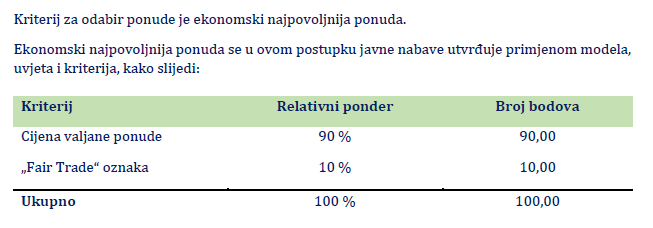 Kriterij za odabir ponude je ekonomski najpovoljnija ponuda.
Ekonomski najpovoljnija ponuda se u ovom postupku javne nabave utvrđuje primjenom modela,
uvjeta i kriterija, kako slijedi:
Kriterij Relativni ponder Broj bodova
Cijena valjane ponude 90 % 90,00
„Fair Trade“ oznaka 10 % 10,00
Ukupno 100 % 100,00